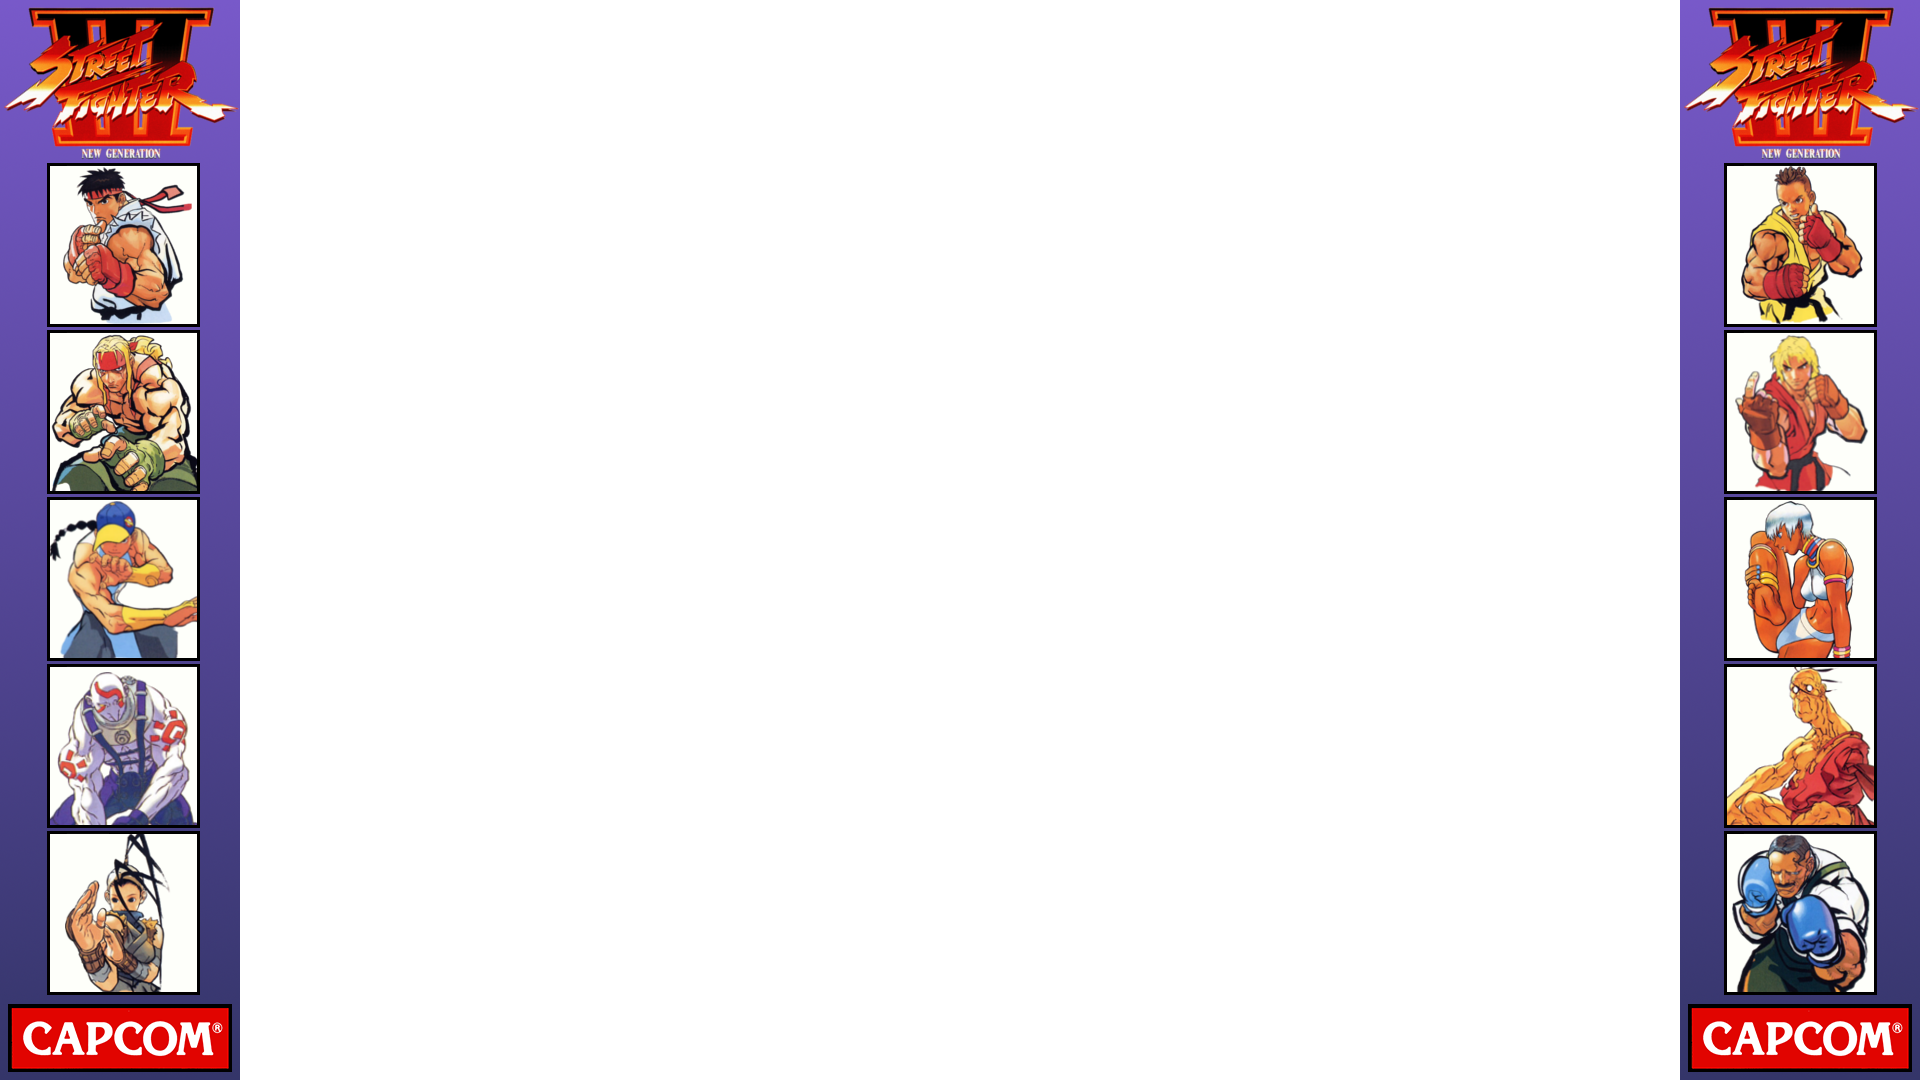 III
STREET
FIGHTER
NEW GENERATION
CAPCOM®
III
STREET
FIGHTER
NEW GENERATION
CAPCOM®